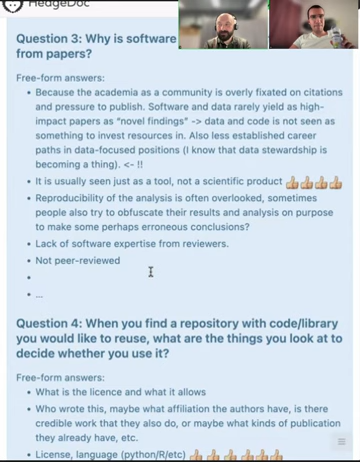 HedgeDoc
Question 3: Why is software
from papers?
Free-form answers:
• Because the academia as a community is overly fixated on citations
and pressure to publish. Software and data rarely yield as high-
impact papers as "novel findings" -> data and code is not seen as
something to invest resources in. Also less established career
paths in data-focused positions (I know that data stewardship is
becoming a thing). <- !!
• It is usually seen just as a tool, not a scientific product 👍👍👍👍
• Reproducibility of the analysis is often overlooked, sometimes
people also try to obfuscate their results and analysis on purpose
to make some perhaps erroneous conclusions?
• Lack of software expertise from reviewers.
• Not peer-reviewed
•
• ...
Question 4: When you find a repository with code/library
you would like to reuse, what are the things you look at to
decide whether you use it?
Free-form answers:
• What is the licence and what it allows
• Who wrote this, maybe what affiliation the authors have, is there
credible work that they also do, or maybe what kinds of publication
they already have, etc.
• License, language (python/R/etc) 👍👍👍👍👍👍